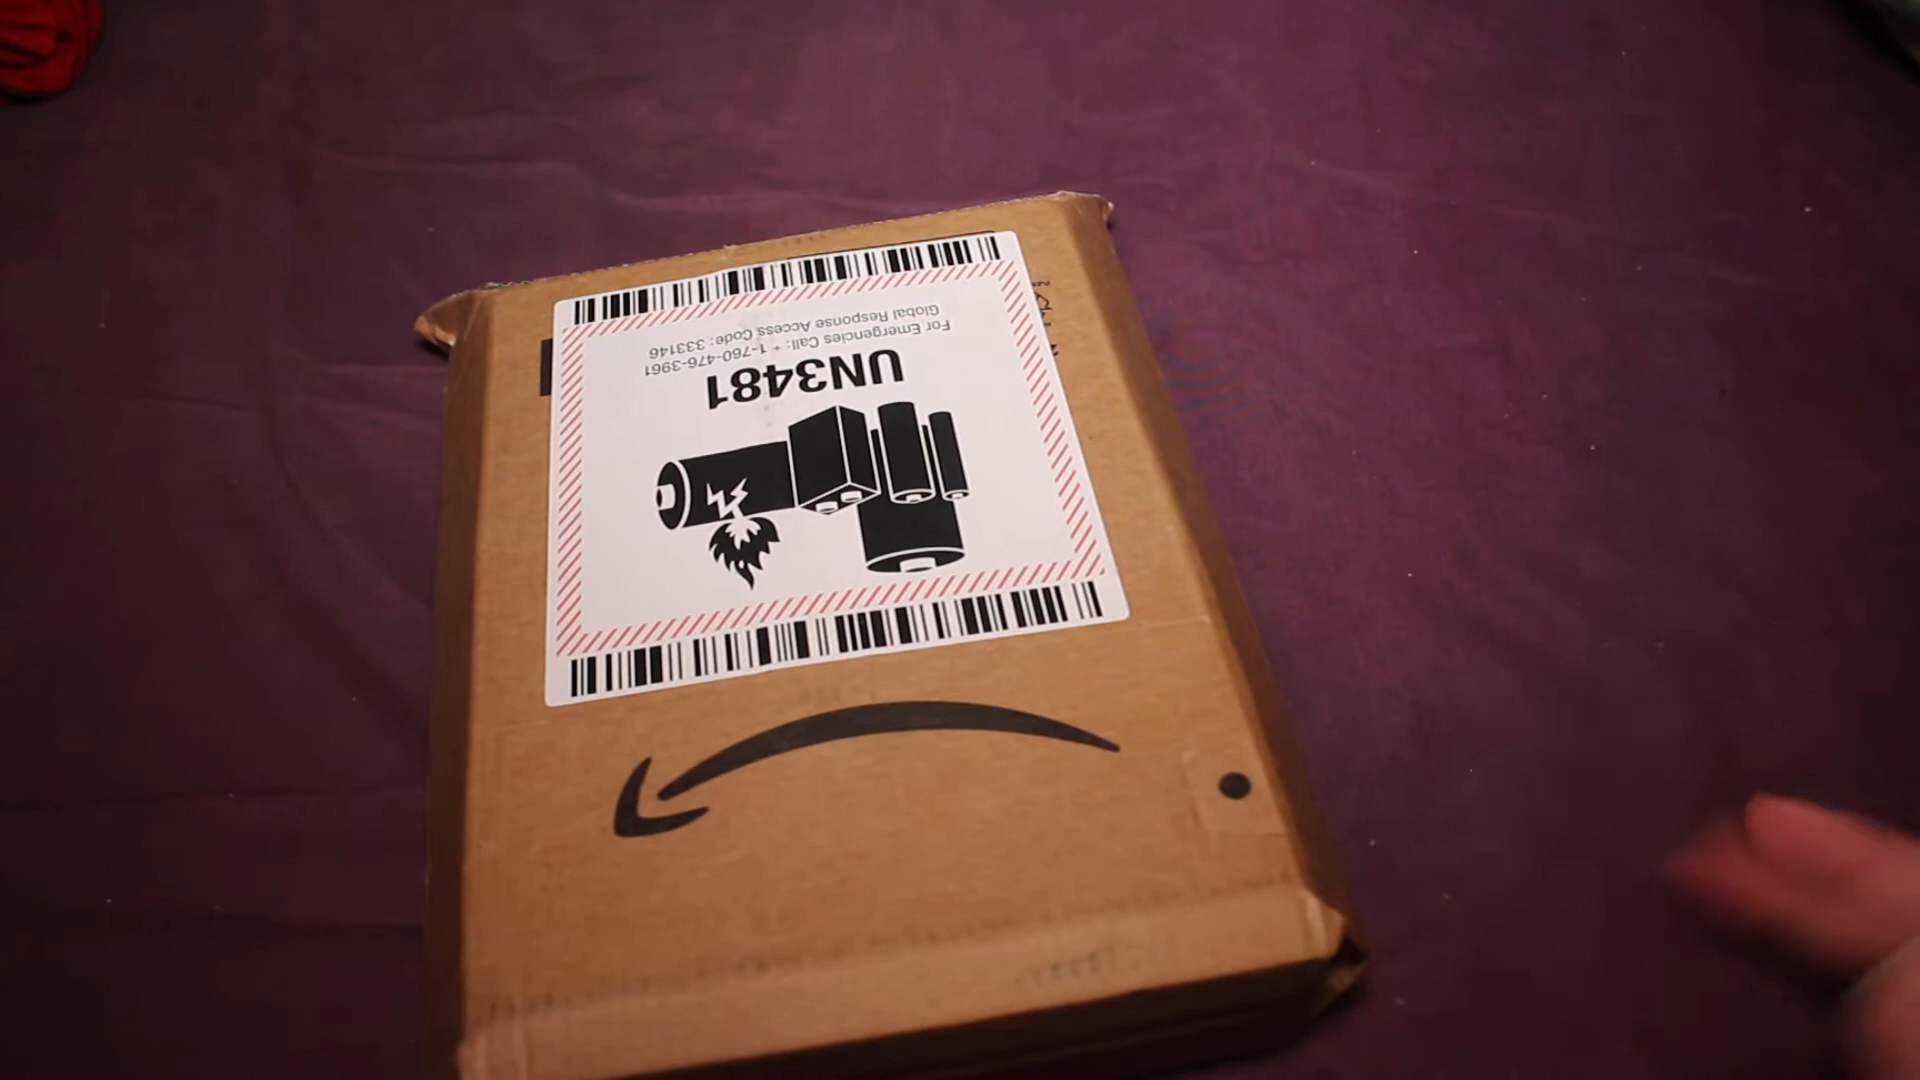 UN3481
For Emergencies Call: + 1-760-476-3961
Global Response Access Code: 333146